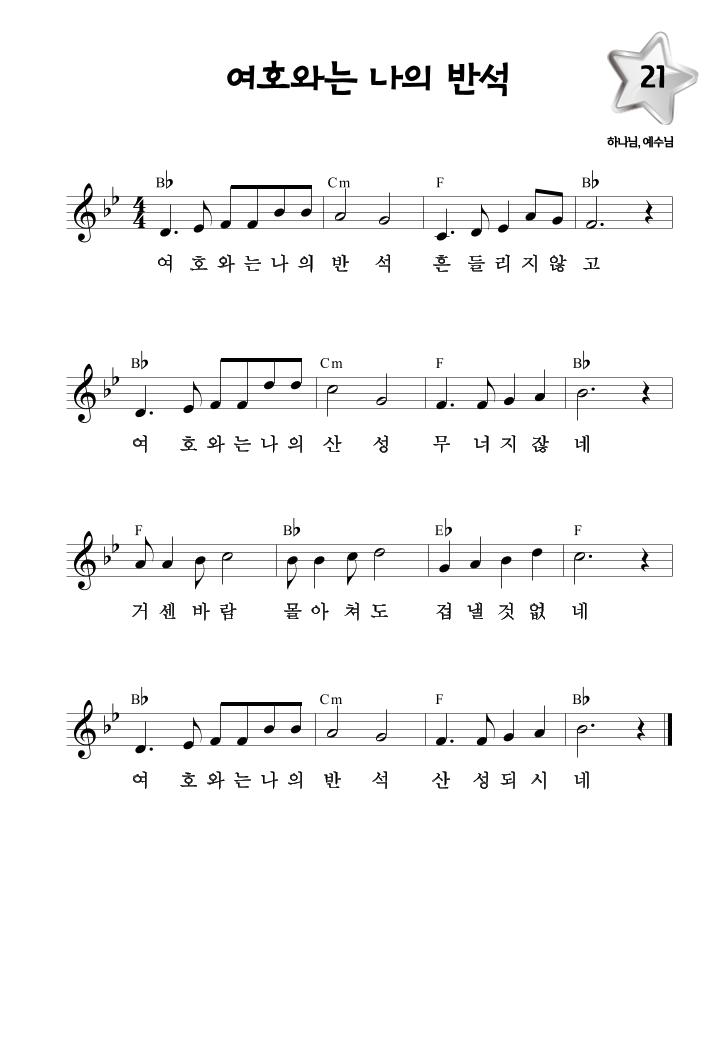 여호와는 나의 반석
21
하나님, 예수님
B♭ Cm F B♭
4/4
여 호 와 는 나 의 반 석 흔 들 리 지 않 고
B♭ Cm F B♭
여 호 와 는 나 의 산 성 무 너 지 잖 네
F B♭ E♭ F
거 센 바 람 몰 아 쳐 도 겁 낼 것 없 네
B♭ Cm F B♭
여 호 와 는 나 의 반 석 산 성 되 시 네